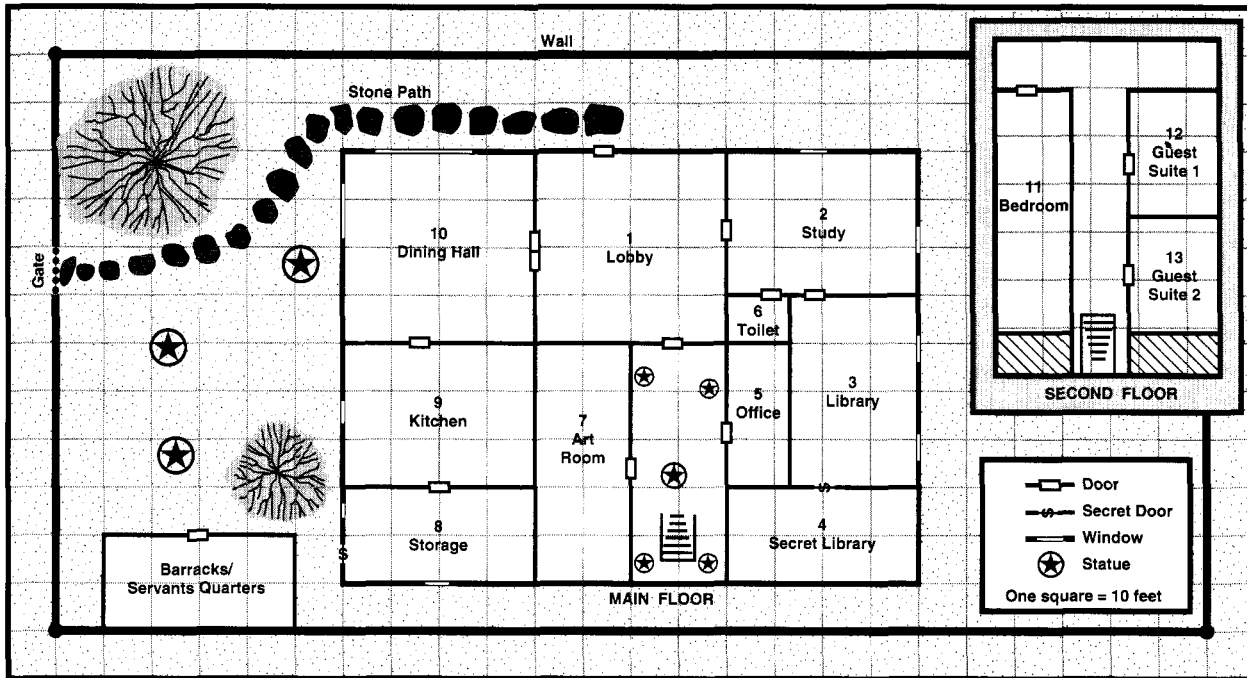 Wall
Stone Path
Gate
10
Dining Hall
1
Lobby
2
Study
6
Toilet
9
Kitchen
7
Art
Room
5
Office
3
Library
8
Storage
S
S
4
Secret Library
Barracks/
Servants Quarters
MAIN FLOOR
11
Bedroom
12
Guest
Suite 1
13
Guest
Suite 2
SECOND FLOOR
Door
S
Secret Door
Window
Statue
One square = 10 feet